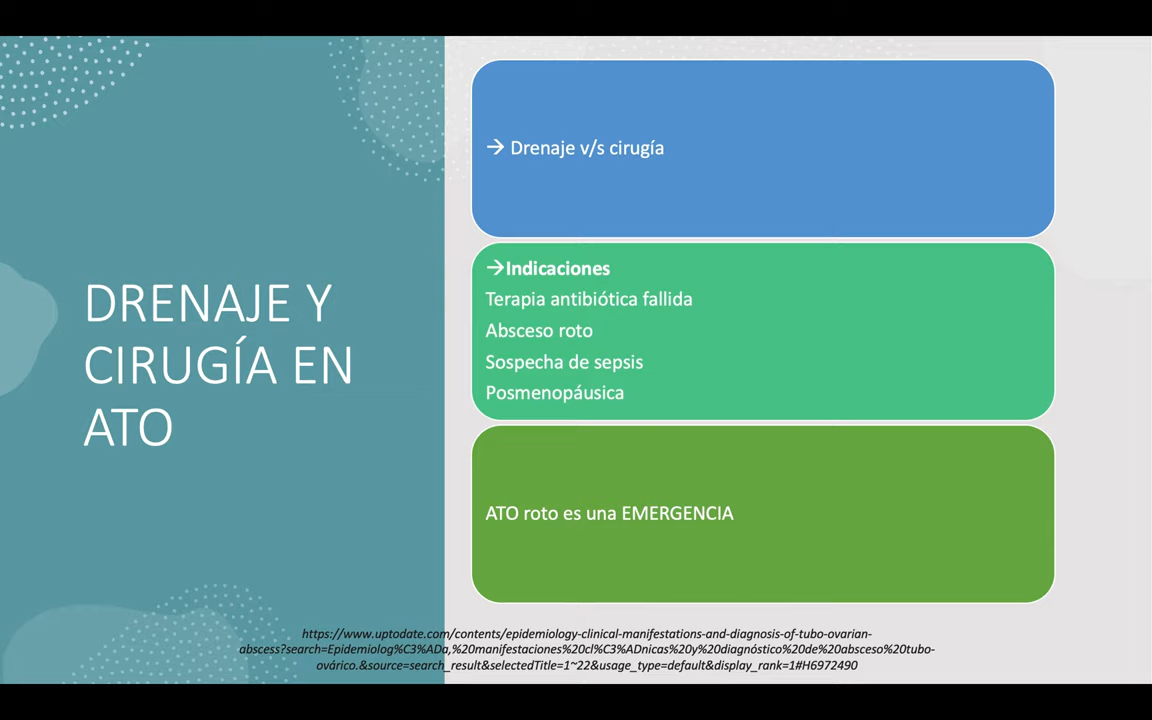 DRENAJE Y
CIRUGÍA EN
ATO
→ Drenaje v/s cirugía
→Indicaciones
Terapia antibiótica fallida
Absceso roto
Sospecha de sepsis
Posmenopáusica
ATO roto es una EMERGENCIA
https://www.uptodate.com/contents/epidemiology-clinical-manifestations-and-diagnosis-of-tubo-ovarian-
abscess?search=Epidemiolog%C3%ADa,%20manifestaciones%20cl%C3%ADnicas%20y%20diagnóstico%20de%20absceso%20tubo-
ovárico.&source=search_result&selectedTitle=1~22&usage_type=default&display_rank=1#H6972490